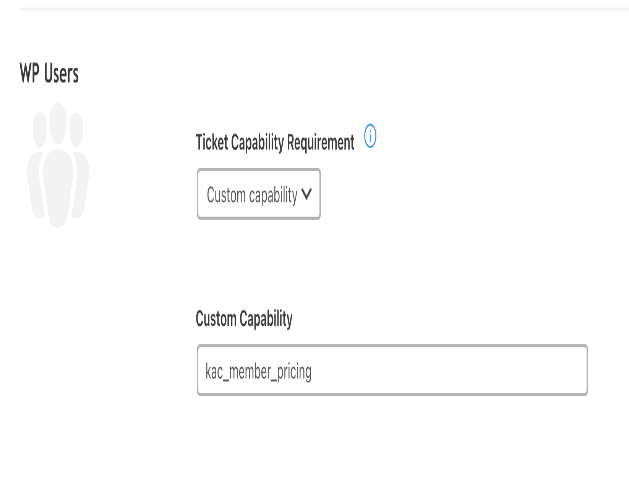 WP Users
Ticket Capability Requirement
Custom capability
Custom Capability
kac_member_pricing